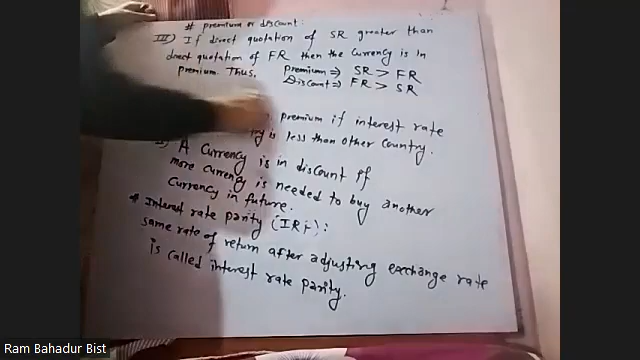 # premium or discount.
III) If direct quotation of SR greater than
direct quotation of FR then the currency is in
premium. Thus, premium => SR > FR
Discount => FR > SR
premium if interest rate
is less than other country.
A currency is in discount if
more currency is needed to buy another
currency in future.
# Interest rate parity (IRP):
same rate of return after adjusting exchange rate
is called interest rate parity.
Ram Bahadur Bist